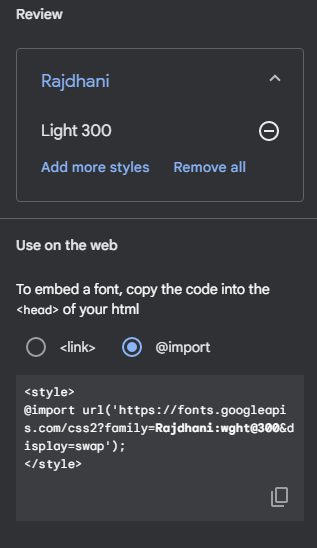 Review
Rajdhani
Light 300
Add more styles Remove all
Use on the web
To embed a font, copy the code into the
<head> of your html
<link> @import
<style>
@import url('https://fonts.googleapi
s.com/css2?family=Rajdhani:wght@300&d
isplay=swap');
</style>